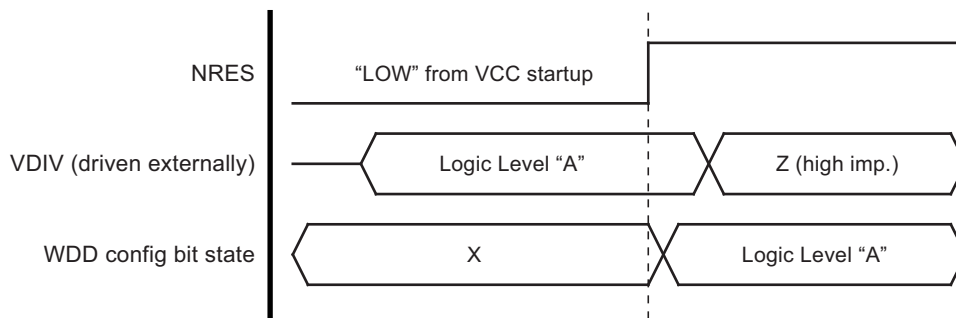 NRES
“LOW” from VCC startup
VDIV (driven externally)
Logic Level “A”
Z (high imp.)
WDD config bit state
X
Logic Level “A”